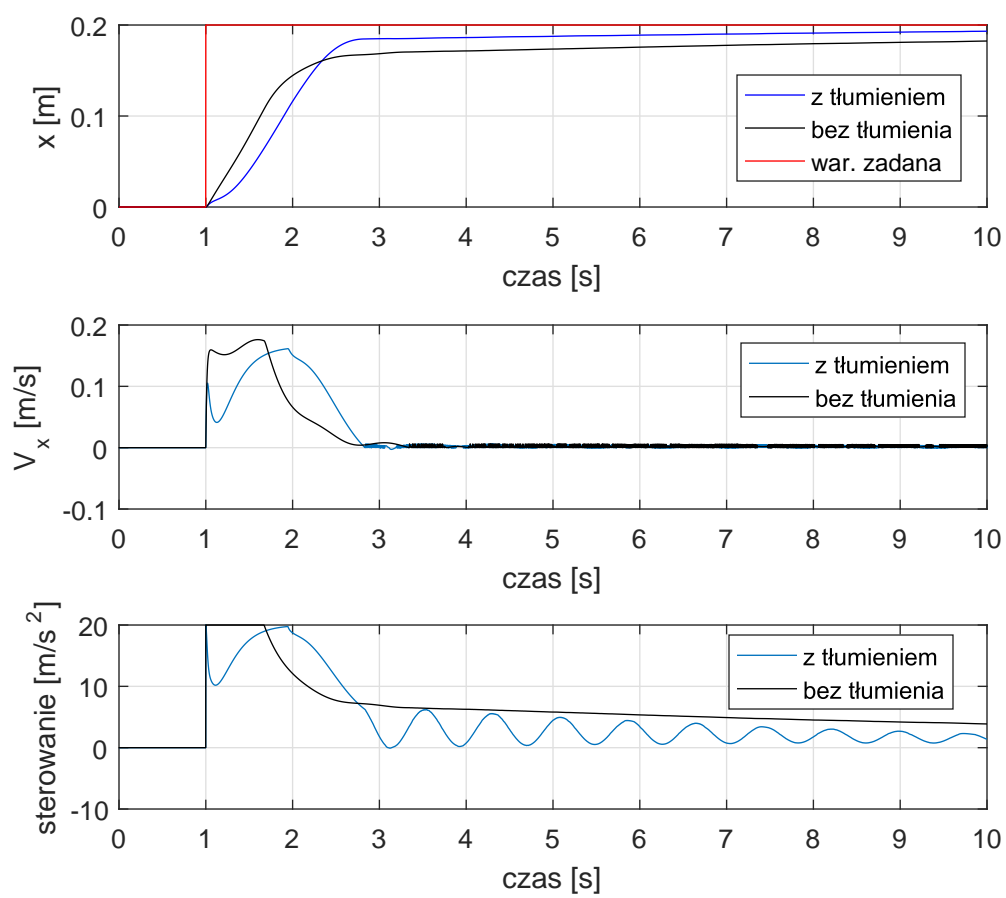 0.2
0.1
0
x [m]
z tłumieniem
bez tłumienia
war. zadana
0 1 2 3 4 5 6 7 8 9 10
czas [s]
0.2
0.1
0
-0.1
V x [m/s]
z tłumieniem
bez tłumienia
0 1 2 3 4 5 6 7 8 9 10
czas [s]
20
10
0
-10
sterowanie [m/s 2]
z tłumieniem
bez tłumienia
0 1 2 3 4 5 6 7 8 9 10
czas [s]